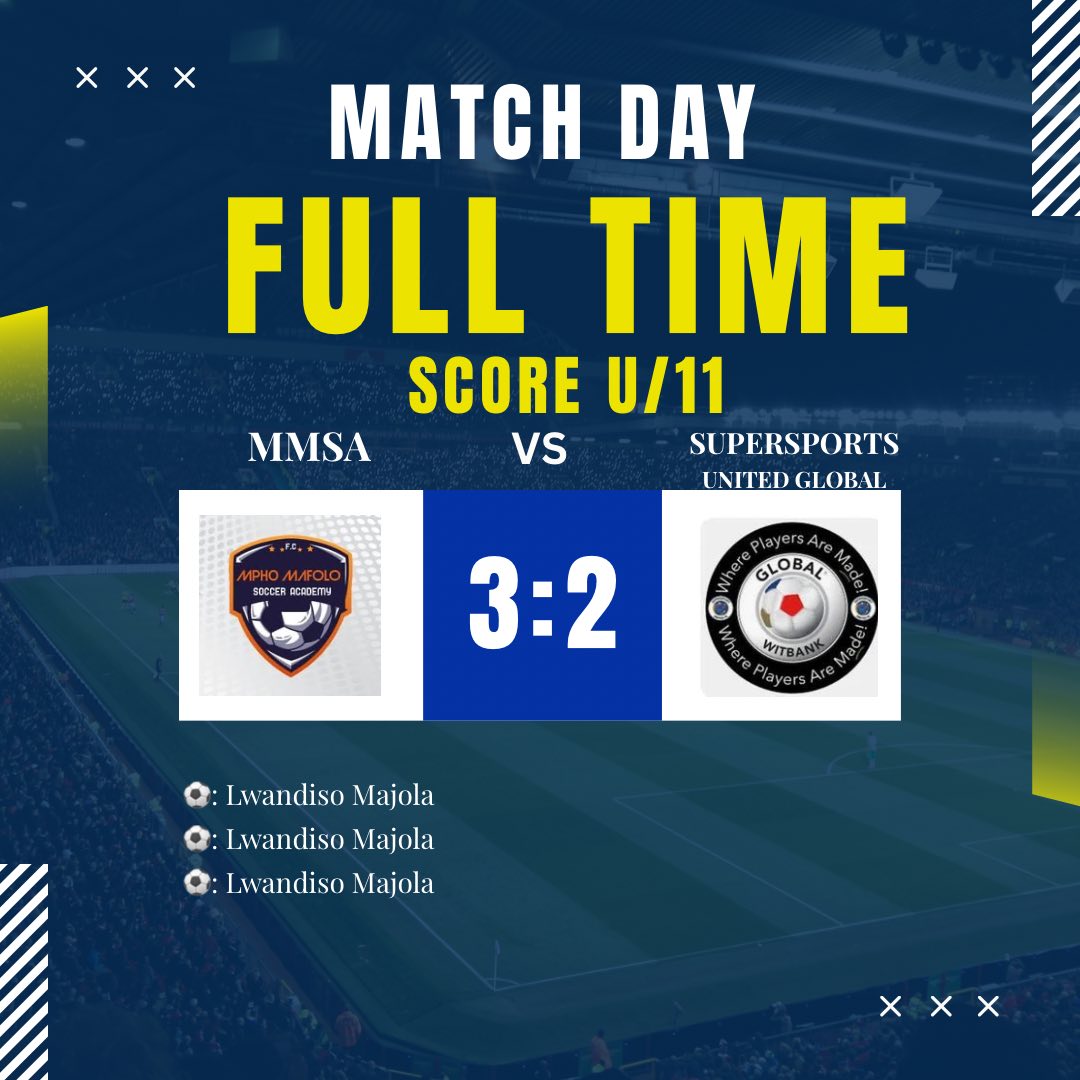 MATCH DAY
FULL TIME
SCORE U/11
MMSA
VS
SUPERSPORTS
UNITED GLOBAL
F.C
MPHO MAFOLO
SOCCER ACADEMY
3:2
Where Players Are Made!
GLOBAL
WITBANK
Where Players Are Made!
⚽: Lwandiso Majola
⚽: Lwandiso Majola
⚽: Lwandiso Majola